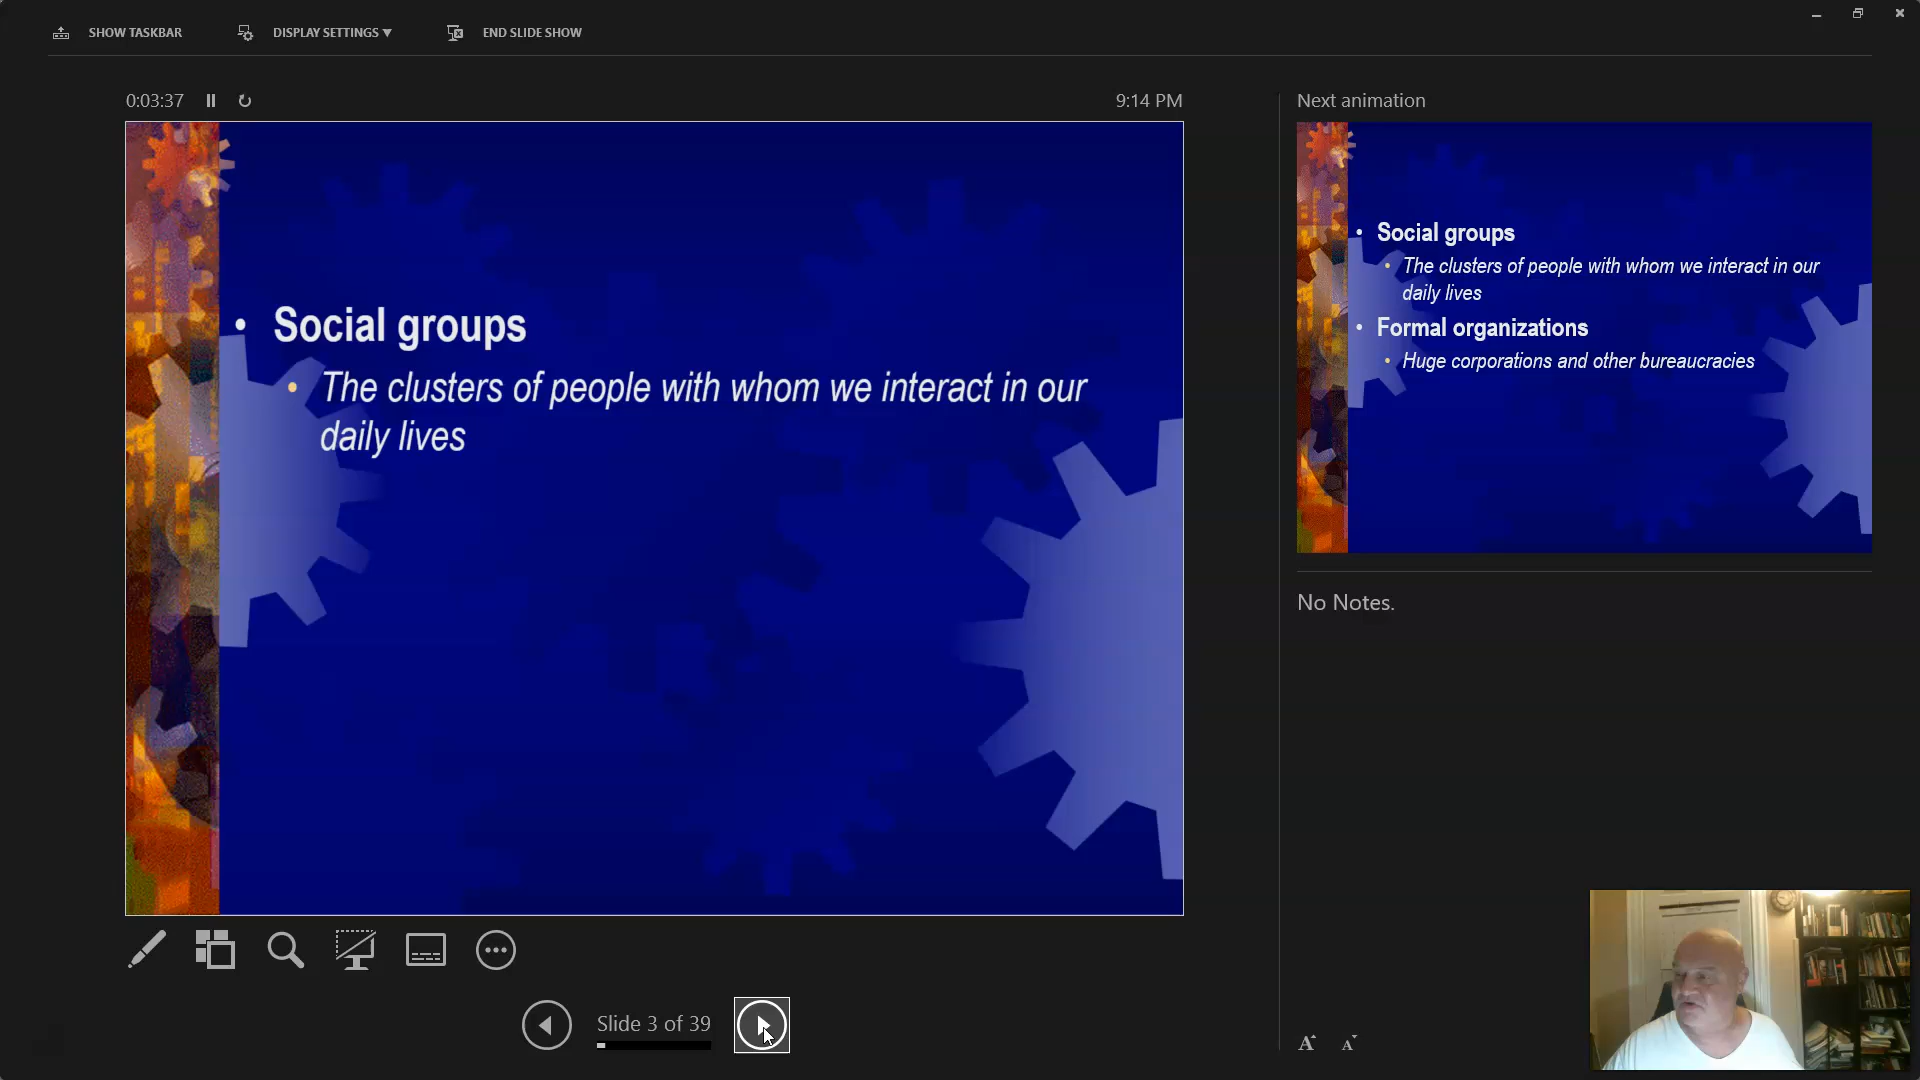 SHOW TASKBAR
DISPLAY SETTINGS ▼
END SLIDE SHOW
0:03:37
9:14 PM
Next animation
• Social groups
• The clusters of people with whom we interact in our
daily lives
• Social groups
• The clusters of people with whom we interact in our
daily lives
• Formal organizations
• Huge corporations and other bureaucracies
No Notes.
Slide 3 of 39
A A